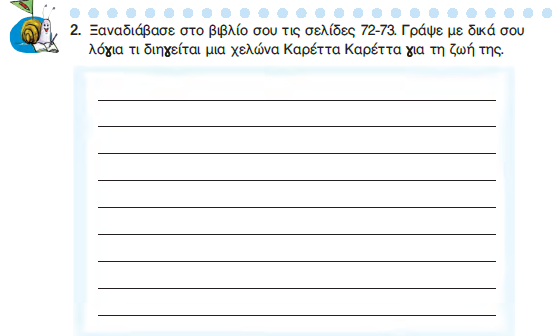 2. Ξαναδιάβασε στο βιβλίο σου τις σελίδες 72-73. Γράψε με δικά σου
λόγια τι διηγείται μια χελώνα Καρέττα Καρέττα για τη ζωή της.